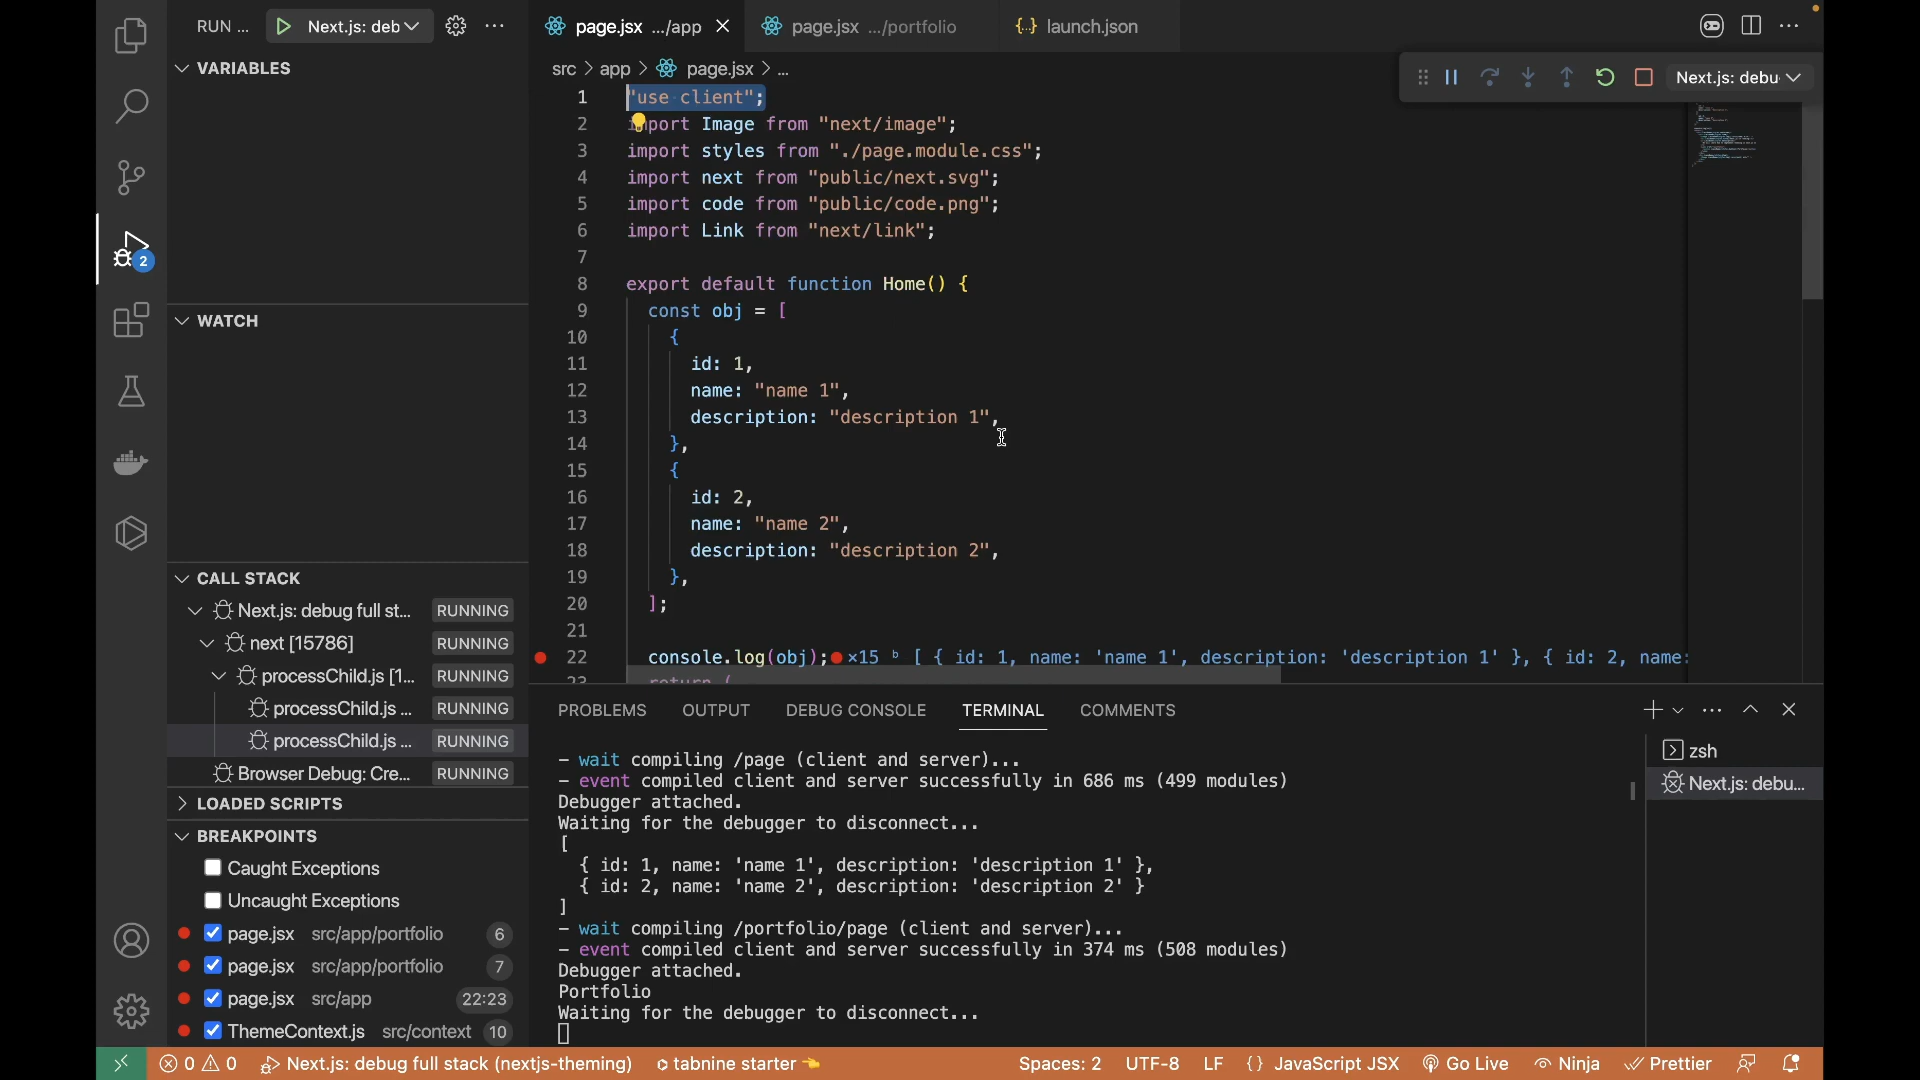 RUN ...
Next.js: deb
page.jsx .../app
page.jsx .../portfolio
{..} launch.json
VARIABLES
src > app > page.jsx > ...
Next.js: debu
1 "use client";
2 import Image from "next/image";
3 import styles from "./page.module.css";
4 import next from "public/next.svg";
5 import code from "public/code.png";
6 import Link from "next/link";
7
8 export default function Home() {
9 const obj = [
10 {
11 id: 1,
12 name: "name 1",
13 description: "description 1",
14 },
15 {
16 id: 2,
17 name: "name 2",
18 description: "description 2",
19 },
20 ];
21
22 console.log(obj); ×15 ᵇ [ { id: 1, name: 'name 1', description: 'description 1' }, { id: 2, name:
23 return (
2
WATCH
CALL STACK
Next.js: debug full st... RUNNING
next [15786] RUNNING
processChild.js [1... RUNNING
processChild.js ... RUNNING
processChild.js ... RUNNING
Browser Debug: Cre... RUNNING
LOADED SCRIPTS
BREAKPOINTS
Caught Exceptions
Uncaught Exceptions
page.jsx src/app/portfolio 6
page.jsx src/app/portfolio 7
page.jsx src/app 22:23
ThemeContext.js src/context 10
PROBLEMS OUTPUT DEBUG CONSOLE TERMINAL COMMENTS
- wait compiling /page (client and server)...
- event compiled client and server successfully in 686 ms (499 modules)
Debugger attached.
Waiting for the debugger to disconnect...
[
{ id: 1, name: 'name 1', description: 'description 1' },
{ id: 2, name: 'name 2', description: 'description 2' }
]
- wait compiling /portfolio/page (client and server)...
- event compiled client and server successfully in 374 ms (508 modules)
Debugger attached.
Portfolio
Waiting for the debugger to disconnect...
zsh
Next.js: debu...
0 0 Next.js: debug full stack (nextjs-theming) tabnine starter Spaces: 2 UTF-8 LF {} JavaScript JSX Go Live Ninja Prettier